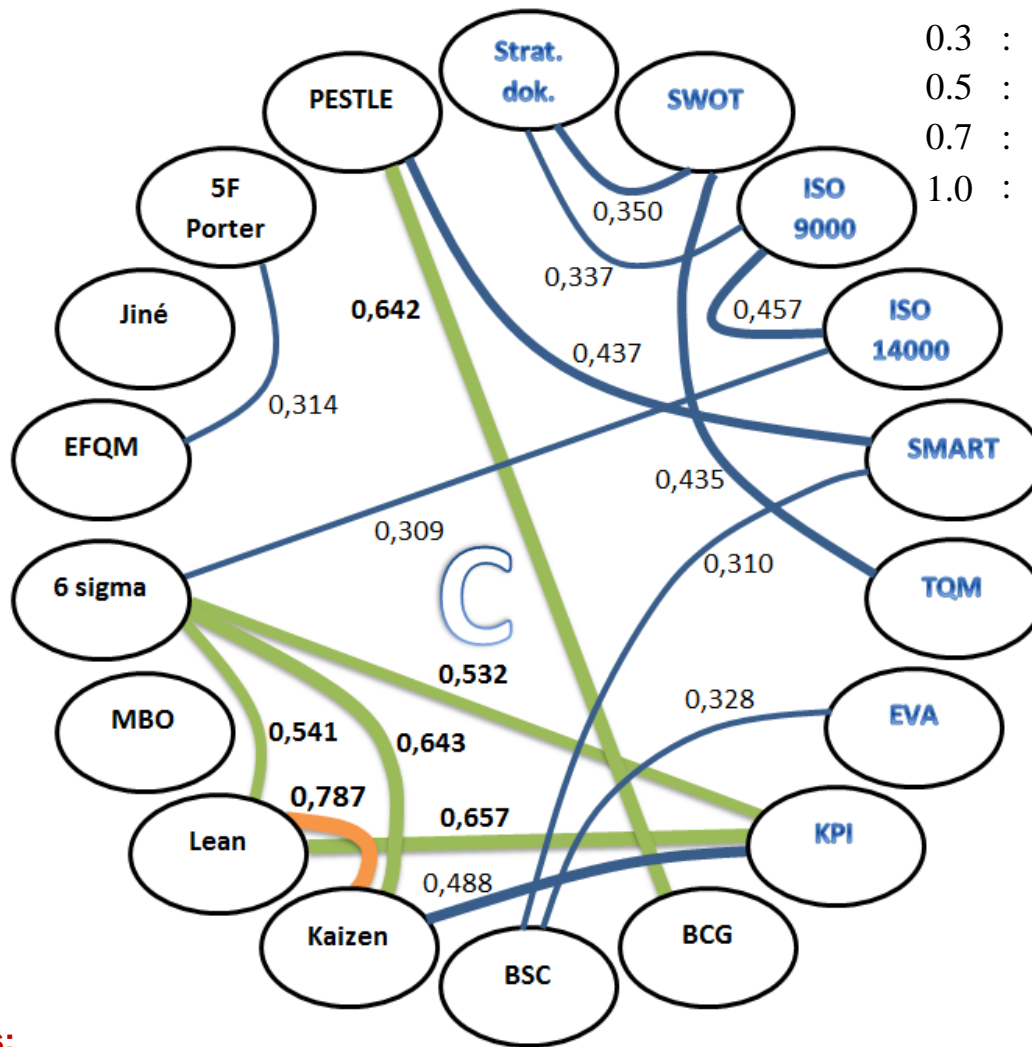 0.3 :
0.5 :
0.7 :
1.0 :
Strat.
dok.
PESTLE
SWOT
5F
Porter
ISO
9000
0,350
0,337
0,642
Jiné
0,457
ISO
14000
0,437
0,314
EFQM
SMART
0,435
0,309
0,310
6 sigma
C
TQM
0,532
MBO
0,328
EVA
0,541
0,643
0,787
0,657
Lean
KPI
0,488
Kaizen
BCG
BSC
s: